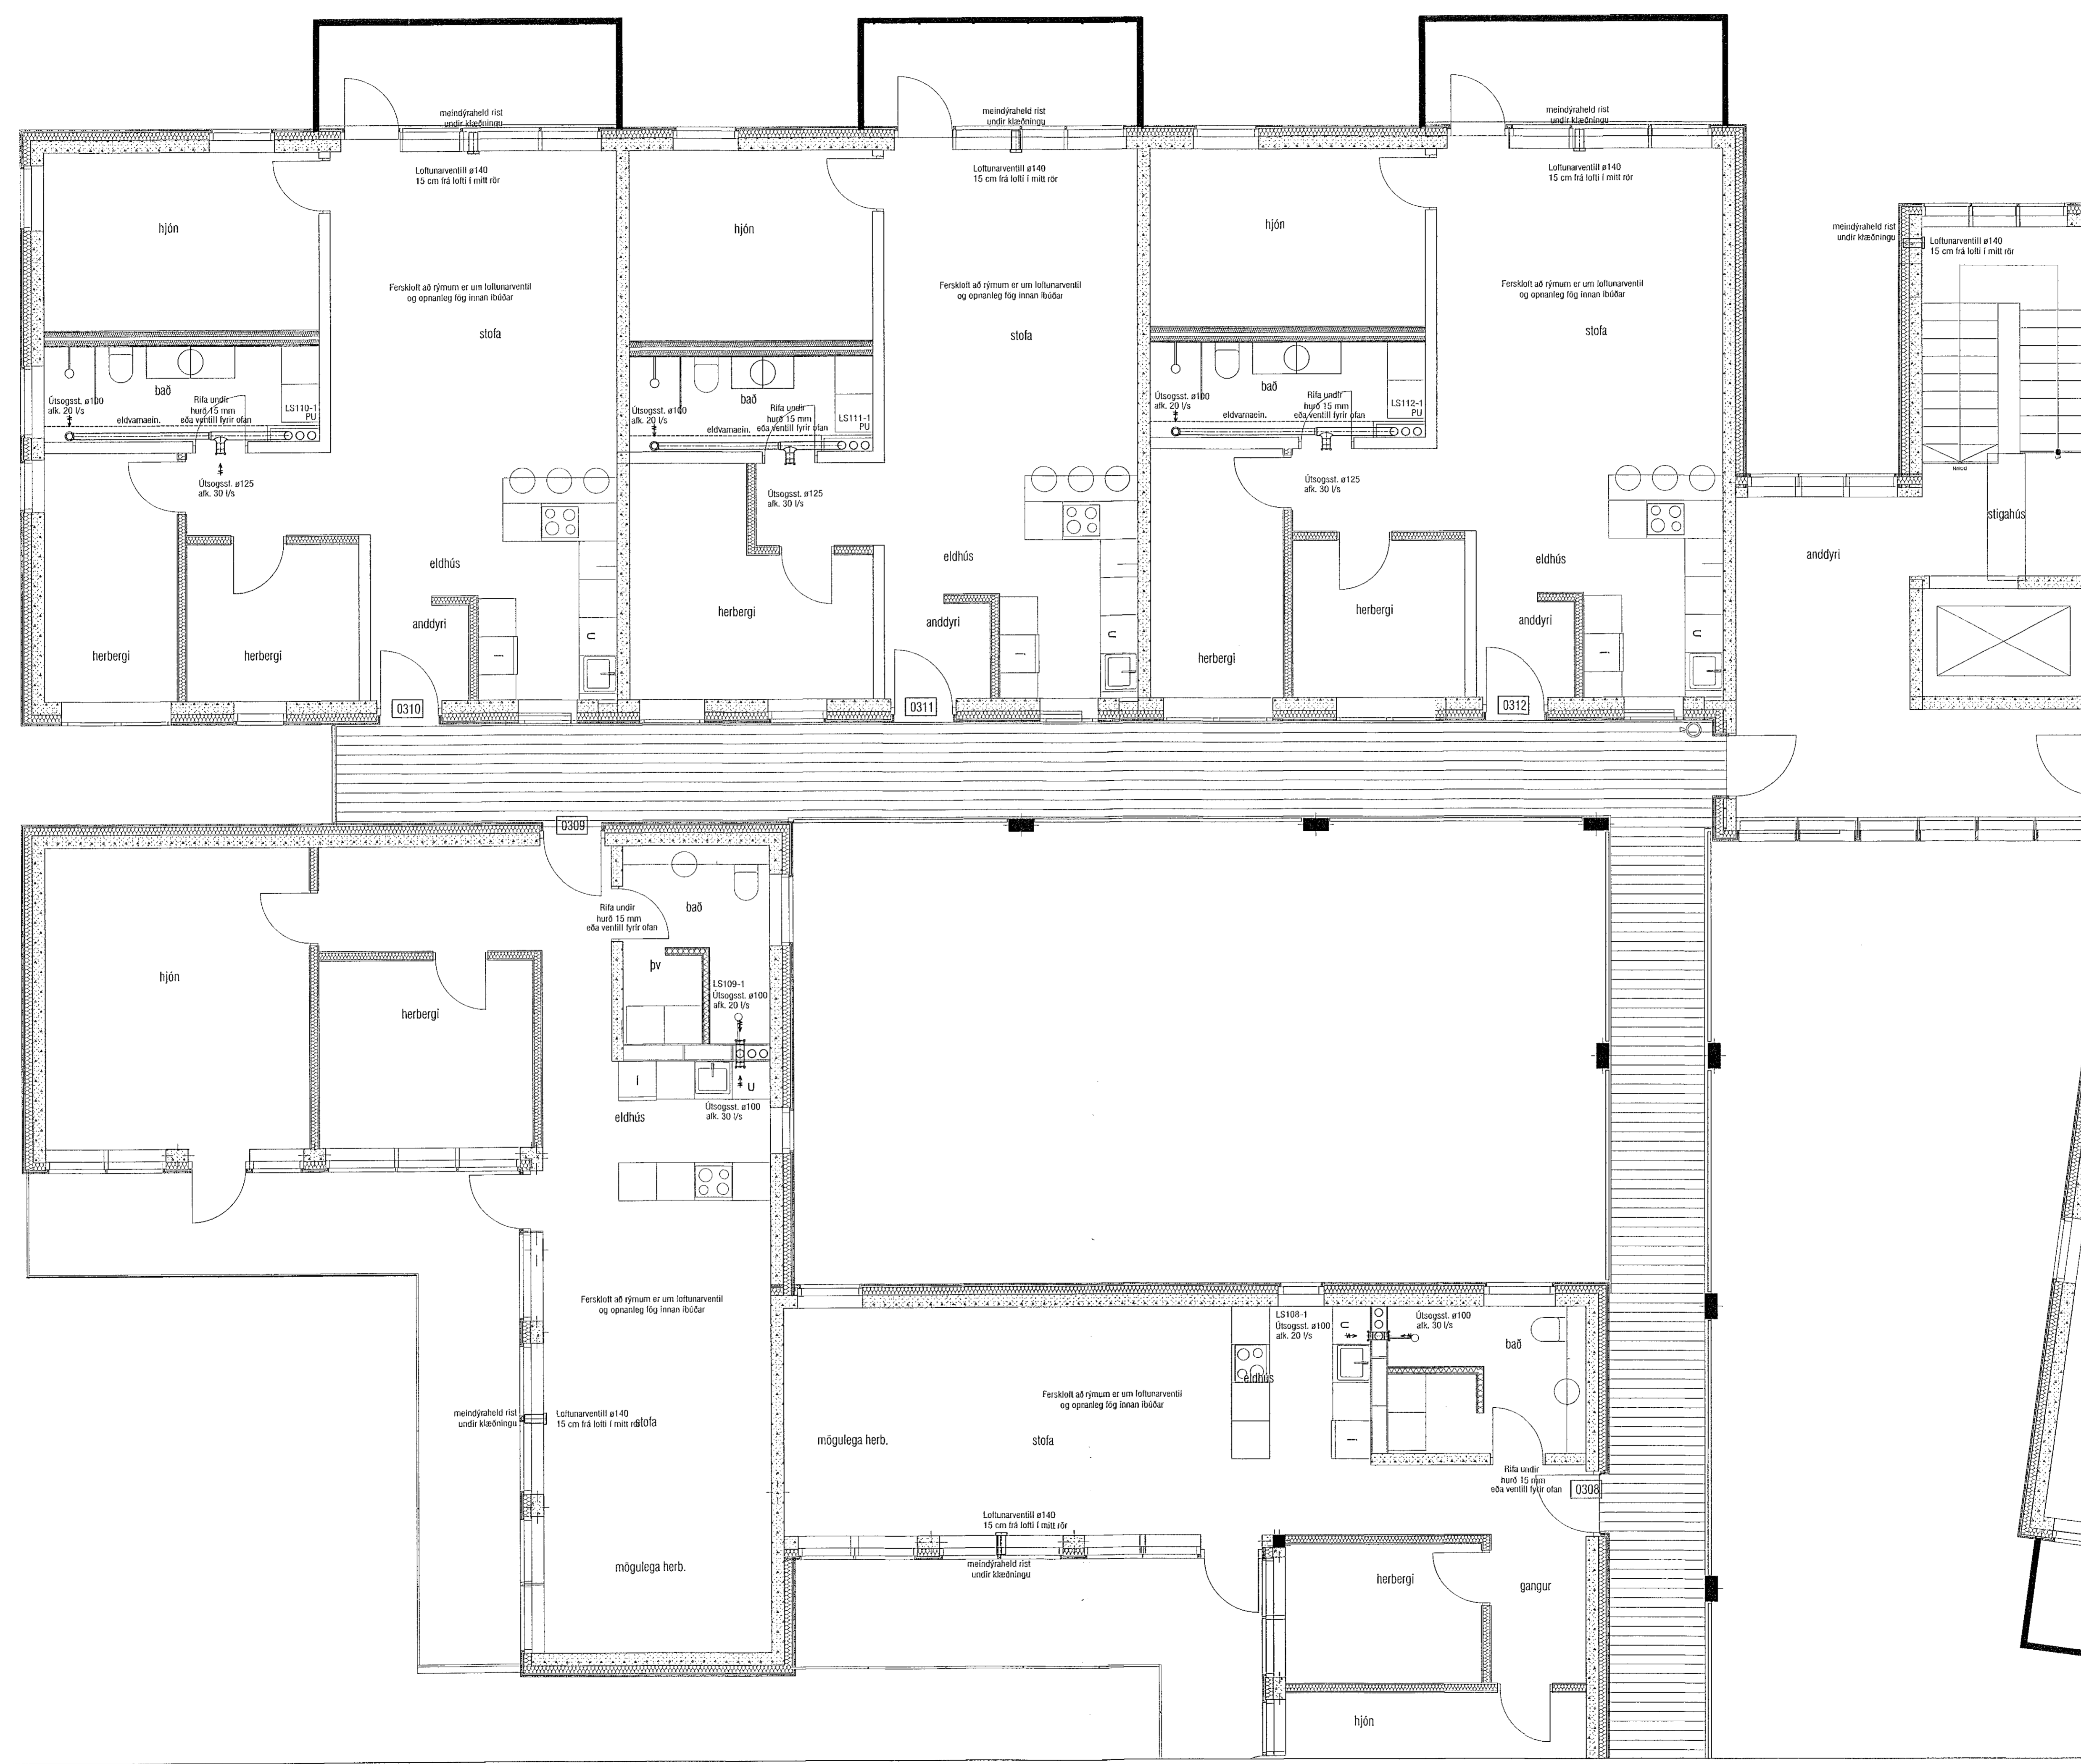 meindýraheld rist
undir klæðningu
Loftunarventill ø140
15 cm frá lofti í mitt rör
hjón
Ferskloft að rýmum er um loftunarventil
og opnanleg fög innan íbúðar
stofa
bað
Útsogsst. ø100
afk. 20 l/s
eldvarnaein.
Rifa undir
hurð 15 mm
eða ventill fyrir ofan
LS110-1
PU
Útsogsst. ø125
afk. 30 l/s
eldhús
anddyri
herbergi
herbergi
0310
meindýraheld rist
undir klæðningu
Loftunarventill ø140
15 cm frá lofti í mitt rör
hjón
Ferskloft að rýmum er um loftunarventil
og opnanleg fög innan íbúðar
stofa
bað
Útsogsst. ø100
afk. 20 l/s
eldvarnaein.
Rifa undir
hurð 15 mm
eða ventill fyrir ofan
LS111-1
PU
Útsogsst. ø125
afk. 30 l/s
eldhús
herbergi
anddyri
0311
meindýraheld rist
undir klæðningu
Loftunarventill ø140
15 cm frá lofti í mitt rör
hjón
Ferskloft að rýmum er um loftunarventil
og opnanleg fög innan íbúðar
stofa
bað
Útsogsst. ø100
afk. 20 l/s
eldvarnaein.
Rifa undir
hurð 15 mm
eða ventill fyrir ofan
LS112-1
PU
Útsogsst. ø125
afk. 30 l/s
eldhús
herbergi
anddyri
herbergi
0312
meindýraheld rist
undir klæðningu
Loftunarventill ø140
15 cm frá lofti í mitt rör
DOWN
stigahús
anddyri
0309
Rifa undir
hurð 15 mm
eða ventill fyrir ofan
bað
þv
hjón
herbergi
LS109-1
Útsogsst. ø100
afk. 20 l/s
U
Útsogsst. ø100
afk. 30 l/s
eldhús
Ferskloft að rýmum er um loftunarventil
og opnanleg fög innan íbúðar
meindýraheld rist
undir klæðningu
Loftunarventill ø140
15 cm frá lofti í mitt rör
stofa
mögulega herb.
LS108-1
Útsogsst. ø100
afk. 20 l/s
U
Útsogsst. ø100
afk. 30 l/s
bað
eldhús
Ferskloft að rýmum er um loftunarventil
og opnanleg fög innan íbúðar
mögulega herb.
stofa
Rifa undir
hurð 15 mm
eða ventill fyrir ofan
0308
Loftunarventill ø140
15 cm frá lofti í mitt rör
meindýraheld rist
undir klæðningu
herbergi
gangur
hjón